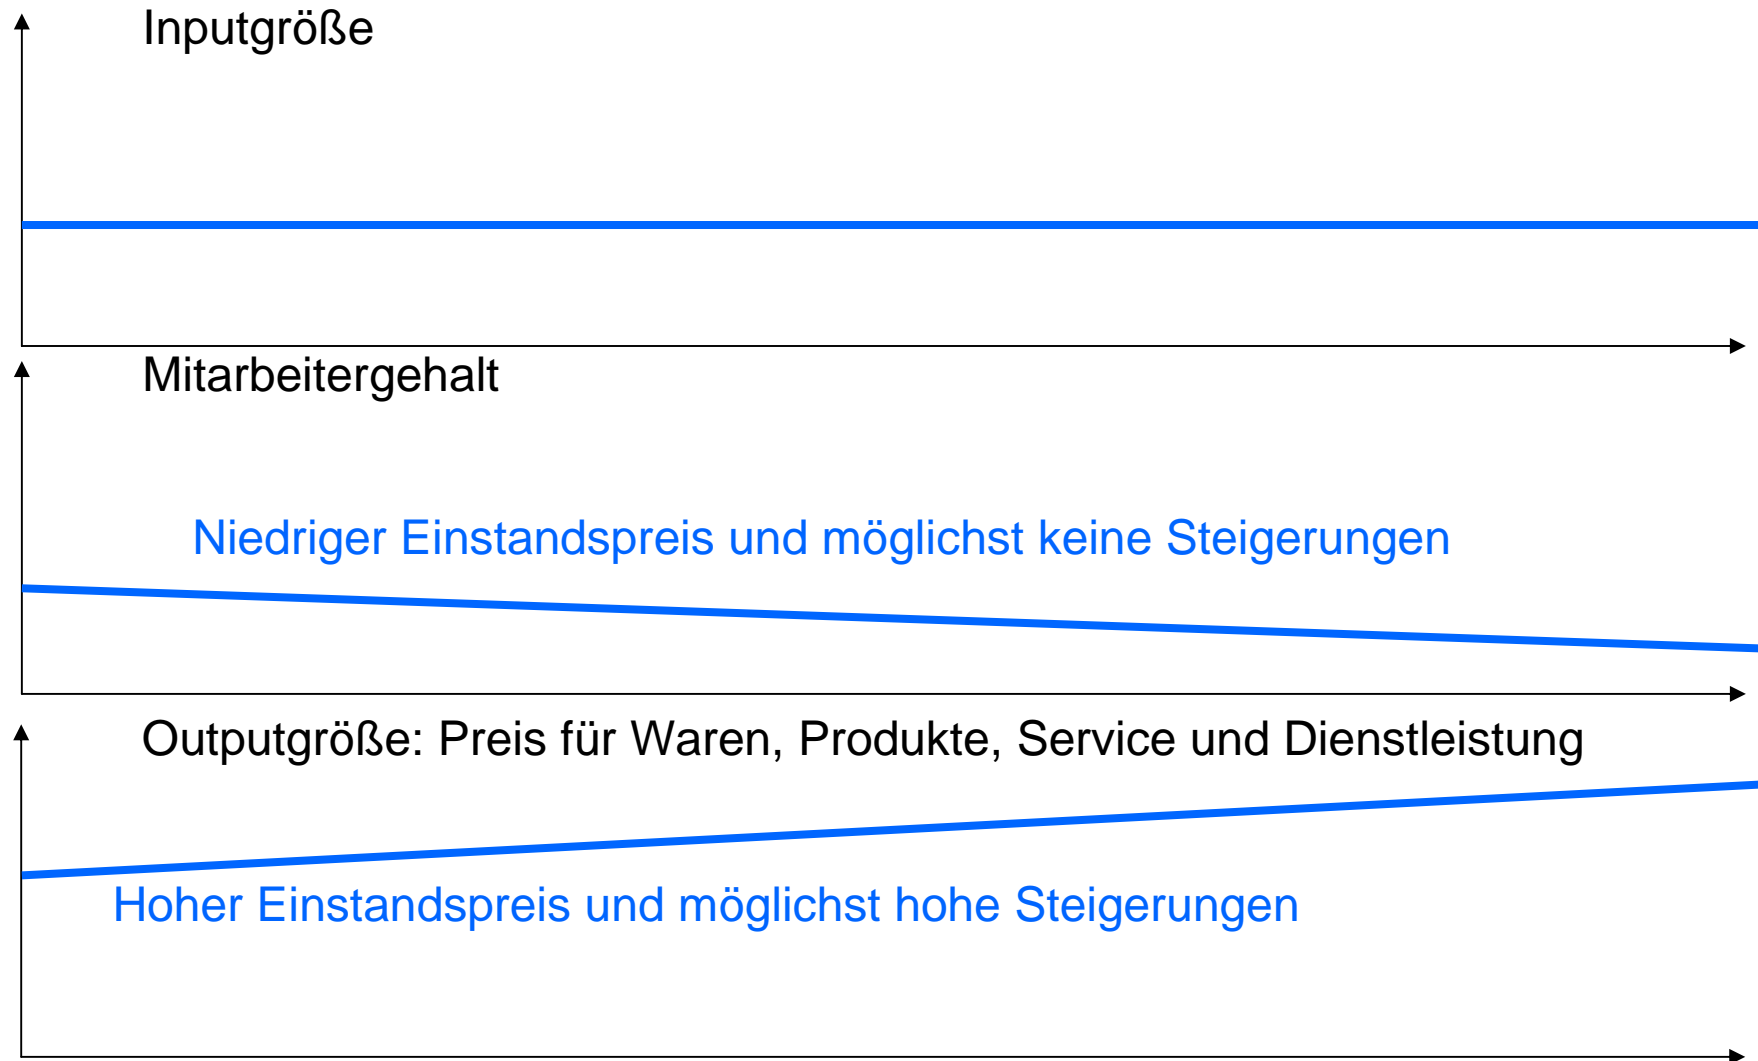 Inputgröße
Mitarbeitergehalt
Niedriger Einstandspreis und möglichst keine Steigerungen
Outputgröße: Preis für Waren, Produkte, Service und Dienstleistung
Hoher Einstandspreis und möglichst hohe Steigerungen